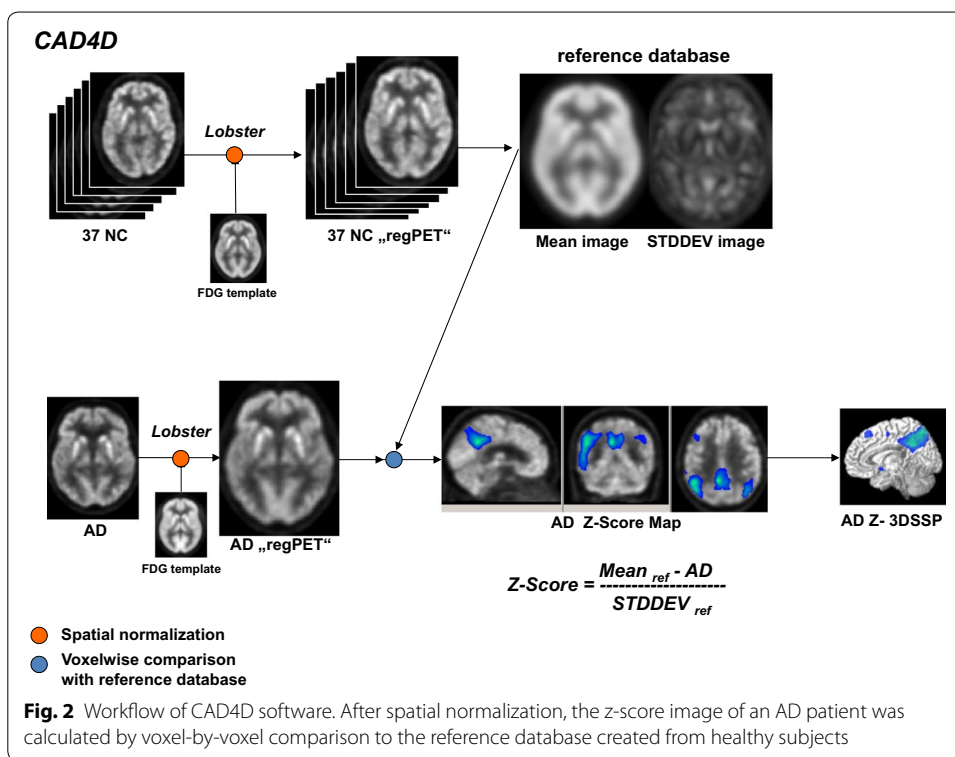 CAD4D
reference database
Lobster
37 NC
FDG template
37 NC „regPET“
Mean image
STDDEV image
Lobster
AD
FDG template
AD „regPET“
AD Z-Score Map
AD Z- 3DSSP
Z-Score = Mean ref - AD
---------------------
STDDEV ref
Spatial normalization
Voxelwise comparison
with reference database
Fig. 2 Workflow of CAD4D software. After spatial normalization, the z-score image of an AD patient was
calculated by voxel-by-voxel comparison to the reference database created from healthy subjects